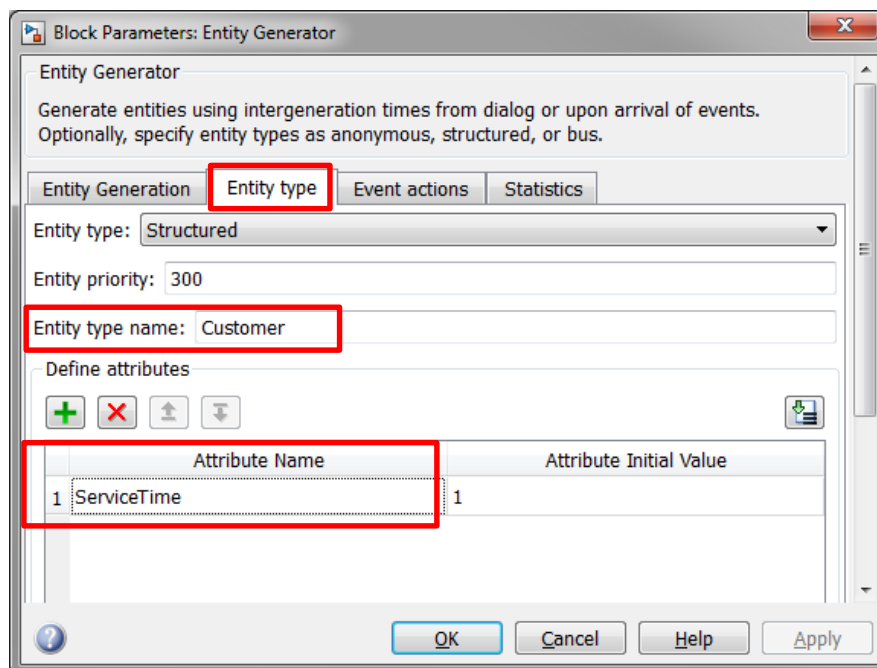 Block Parameters: Entity Generator
Entity Generator
Generate entities using intergeneration times from dialog or upon arrival of events.
Optionally, specify entity types as anonymous, structured, or bus.
Entity Generation Entity type Event actions Statistics
Entity type: Structured
Entity priority: 300
Entity type name: Customer
Define attributes
Attribute Name Attribute Initial Value
1 ServiceTime 1
OK Cancel Help Apply